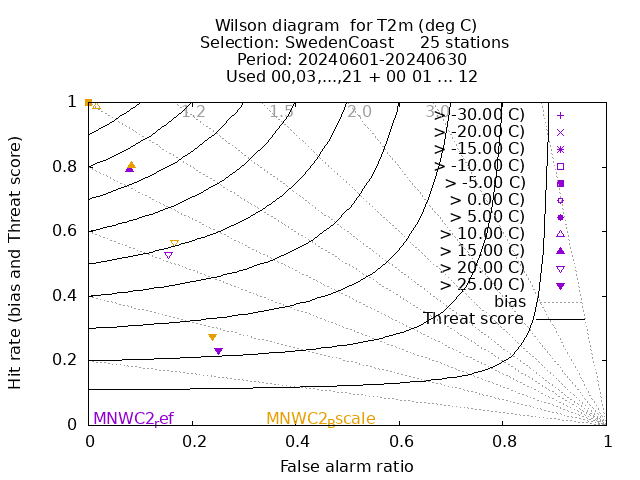 Wilson diagram for T2m (deg C)
Selection: SwedenCoast 25 stations
Period: 20240601-20240630
Used 00,03,...,21 + 00 01 ... 12
Hit rate (bias and Threat score)
1
0.8
0.6
0.4
0.2
0
1.2 1.5 2.0 3.0
> -30.00 C)
> -20.00 C)
> -15.00 C)
> -10.00 C)
> -5.00 C)
> 0.00 C)
> 5.00 C)
> 10.00 C)
> 15.00 C)
> 20.00 C)
> 25.00 C)
bias
Threat score
MNWC2ref MNWC2Bscale
0 0.2 0.4 0.6 0.8 1
False alarm ratio